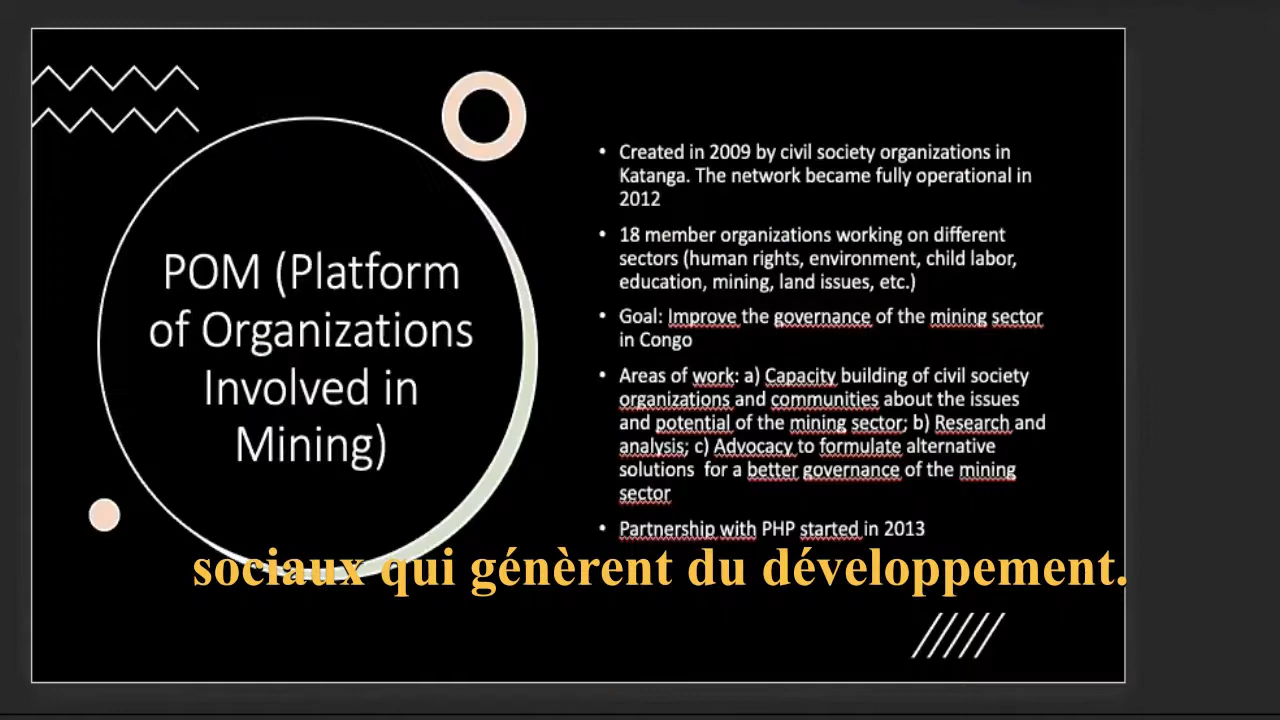 POM (Platform
of Organizations
Involved in
Mining)
• Created in 2009 by civil society organizations in
Katanga. The network became fully operational in
2012
• 18 member organizations working on different
sectors (human rights, environment, child labor,
education, mining, land issues, etc.)
• Goal: Improve the governance of the mining sector
in Congo
• Areas of work: a) Capacity building of civil society
organizations and communities about the issues
and potential of the mining sector; b) Research and
analysis; c) Advocacy to formulate alternative
solutions for a better governance of the mining
sector
• Partnership with PHP started in 2013
sociaux qui génèrent du développement.